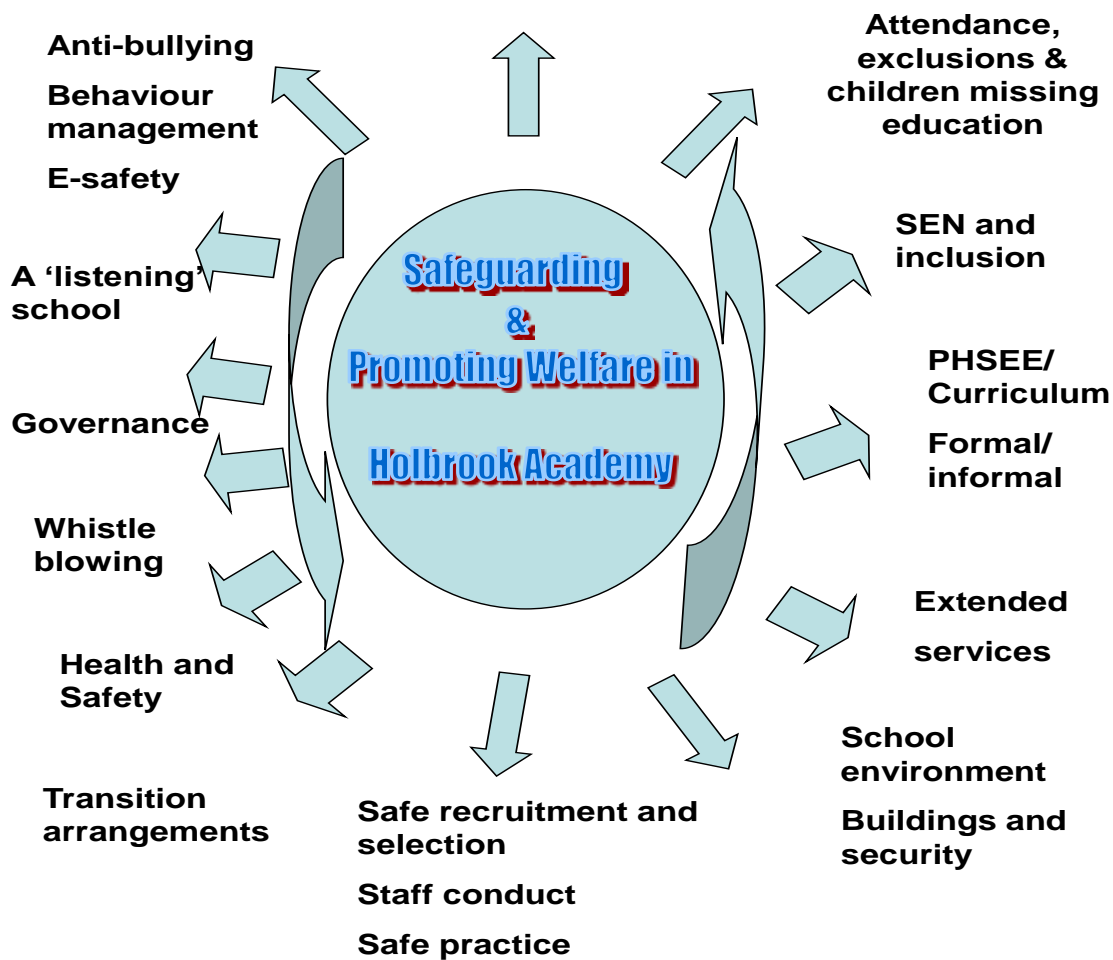 Anti-bullying
Behaviour
management
E-safety
A ‘listening’
school
Governance
Whistle
blowing
Health and
Safety
Transition
arrangements
Safeguarding
&
Promoting Welfare in
Holbrook Academy
Safe recruitment and
selection
Staff conduct
Safe practice
Attendance,
exclusions &
children missing
education
SEN and
inclusion
PHSEE/
Curriculum
Formal/
informal
Extended
services
School
environment
Buildings and
security